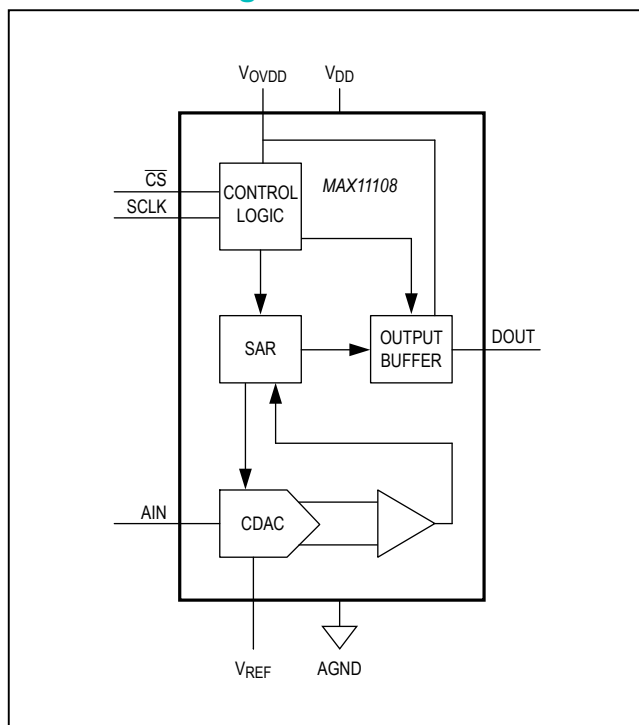 VOVDD
VDD
CS
SCLK
CONTROL
LOGIC
MAX11108
SAR
OUTPUT
BUFFER
DOUT
AIN
CDAC
VREF
AGND